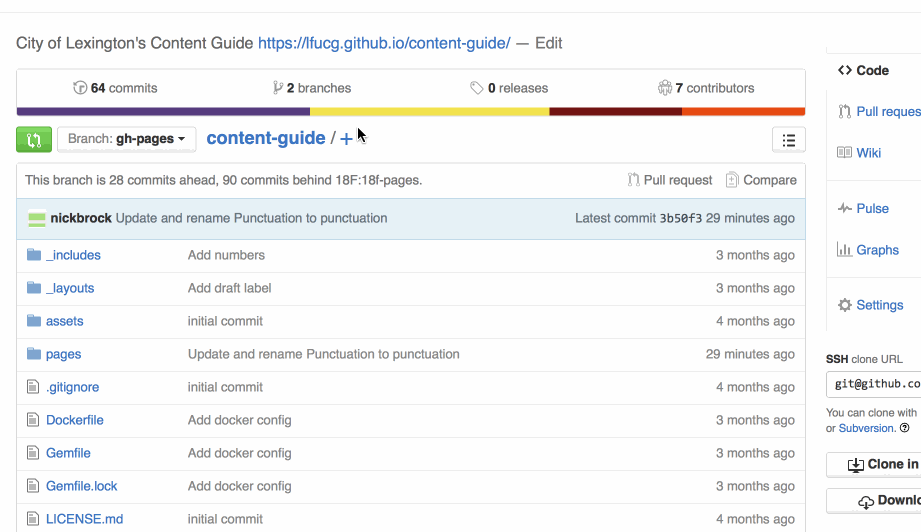 City of Lexington's Content Guide https://lfucg.github.io/content-guide/ — Edit
64 commits 2 branches 0 releases 7 contributors
Branch: gh-pages content-guide / +
This branch is 28 commits ahead, 90 commits behind 18F:18f-pages. Pull request Compare
nickbrock Update and rename Punctuation to punctuation Latest commit 3b50f3 29 minutes ago
_includes Add numbers 3 months ago
_layouts Add draft label 3 months ago
assets initial commit 4 months ago
pages Update and rename Punctuation to punctuation 29 minutes ago
.gitignore initial commit 4 months ago
Dockerfile Add docker config 3 months ago
Gemfile Add docker config 3 months ago
Gemfile.lock Add docker config 3 months ago
LICENSE.md initial commit 4 months ago
Code
Pull reques
Wiki
Pulse
Graphs
Settings
SSH clone URL
git@github.co
You can clone with
or Subversion.
Clone in
Downlo